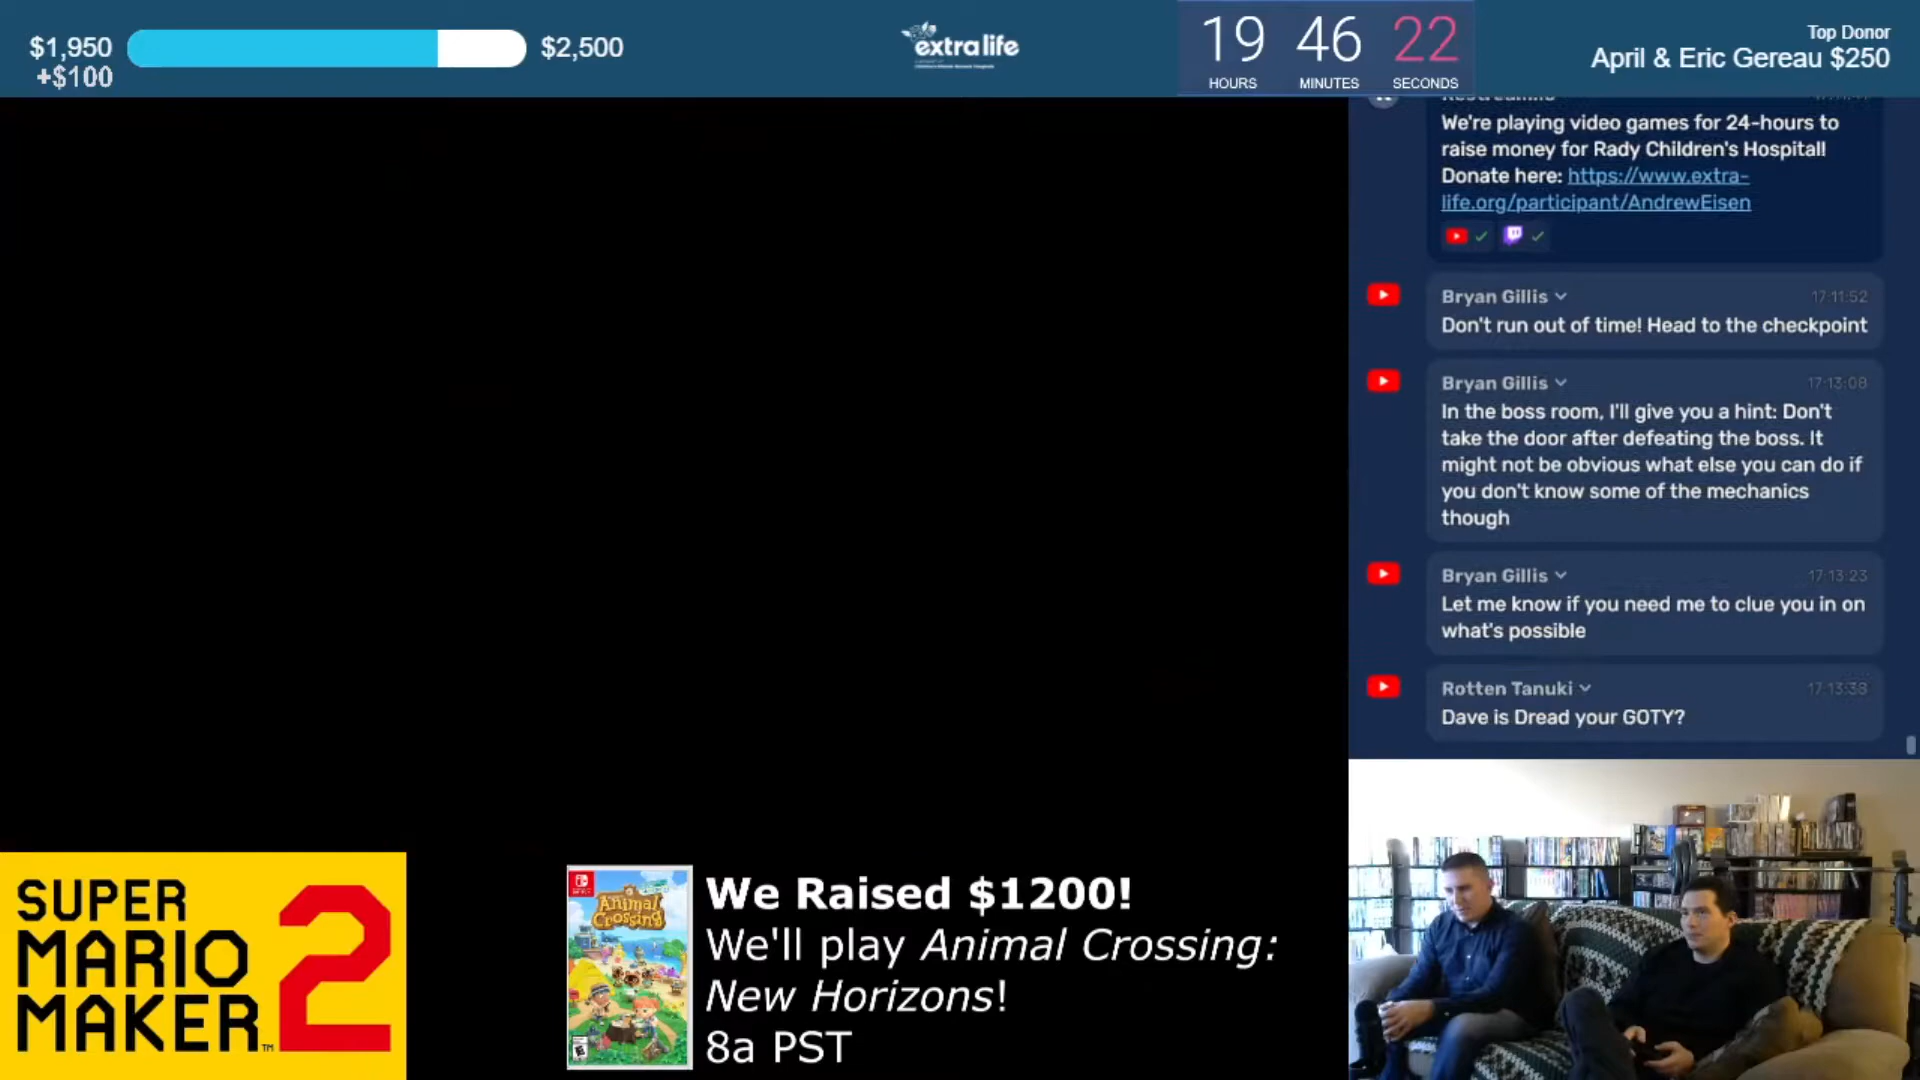 $1,950
+$100
$2,500
extralife
19 46 22
HOURS MINUTES SECONDS
Top Donor
April & Eric Gereau $250
We're playing video games for 24-hours to
raise money for Rady Children's Hospital!
Donate here: https://www.extra-
life.org/participant/AndrewEisen
Bryan Gillis 17:11:52
Don't run out of time! Head to the checkpoint
Bryan Gillis 17:13:08
In the boss room, I'll give you a hint: Don't
take the door after defeating the boss. It
might not be obvious what else you can do if
you don't know some of the mechanics
though
Bryan Gillis 17:13:23
Let me know if you need me to clue you in on
what's possible
Rotten Tanuki 17:13:38
Dave is Dread your GOTY?
SUPER
MARIO
MAKER 2
TM
Animal
Crossing
We Raised $1200!
We'll play Animal Crossing:
New Horizons!
8a PST